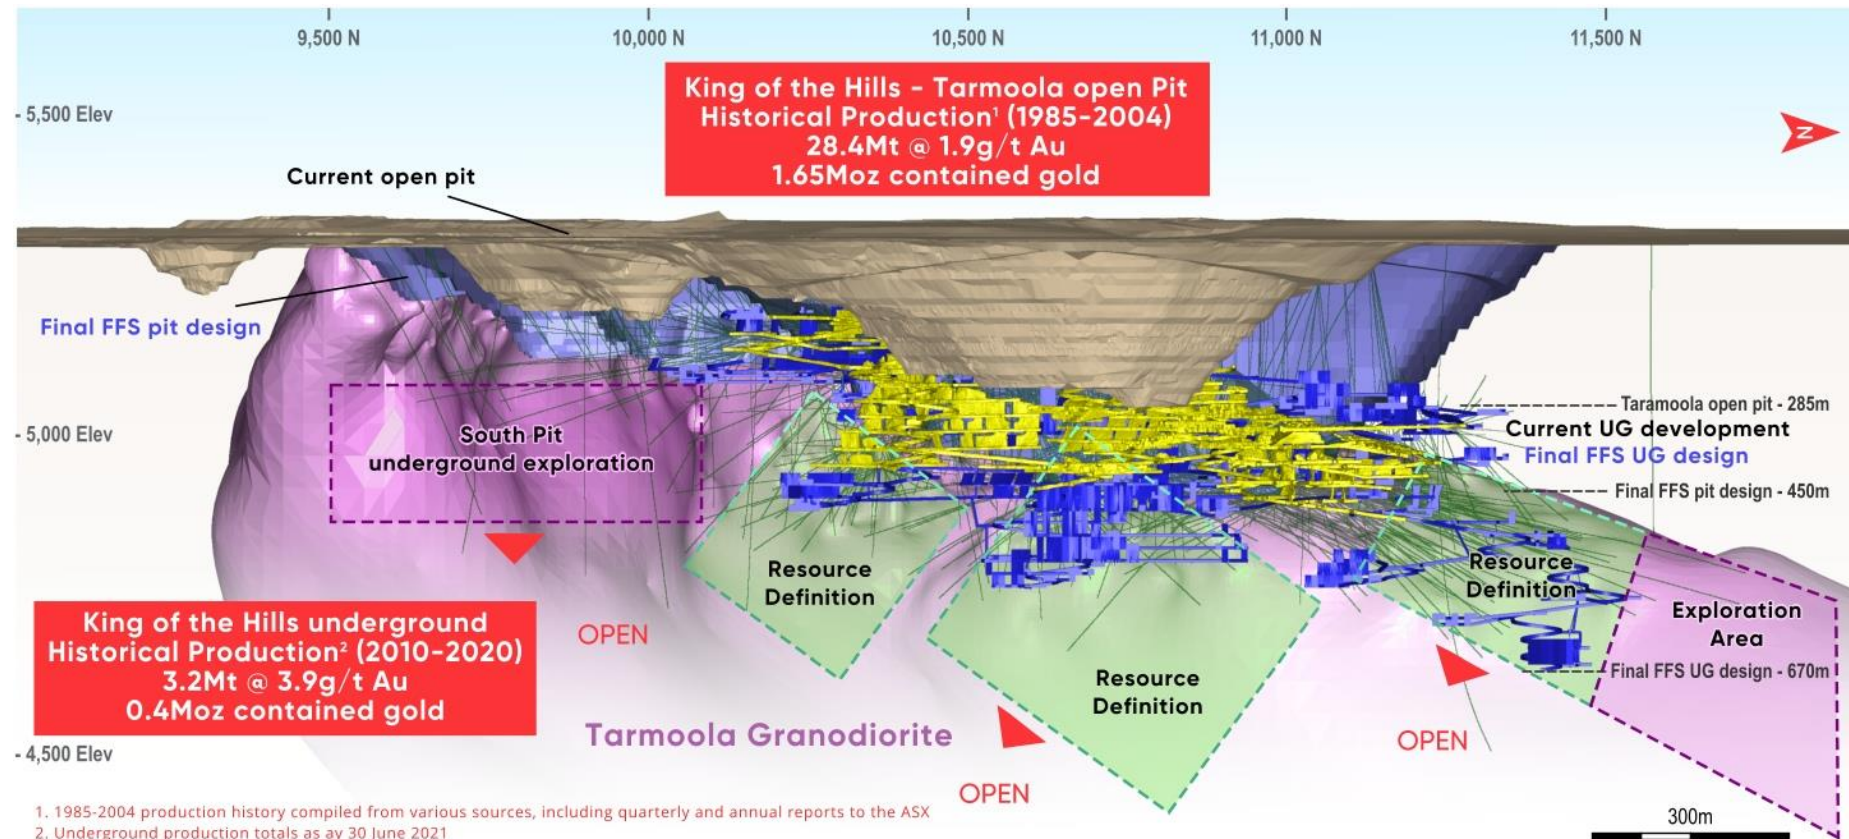 9,500 N
10,000 N
10,500 N
11,000 N
11,500 N
- 5,500 Elev
King of the Hills - Tarmoola open Pit
Historical Production¹ (1985-2004)
28.4Mt @ 1.9g/t Au
1.65Moz contained gold
N
Current open pit
Final FFS pit design
- 5,000 Elev
South Pit
underground exploration
Taramoola open pit - 285m
Current UG development
Final FFS UG design
Final FFS pit design - 450m
Resource
Definition
Resource
Definition
Exploration
Area
King of the Hills underground
Historical Production² (2010-2020)
3.2Mt @ 3.9g/t Au
0.4Moz contained gold
OPEN
Resource
Definition
Final FFS UG design - 670m
Tarmoola Granodiorite
OPEN
- 4,500 Elev
OPEN
1. 1985-2004 production history compiled from various sources, including quarterly and annual reports to the ASX
2. Underground production totals as ay 30 June 2021
300m